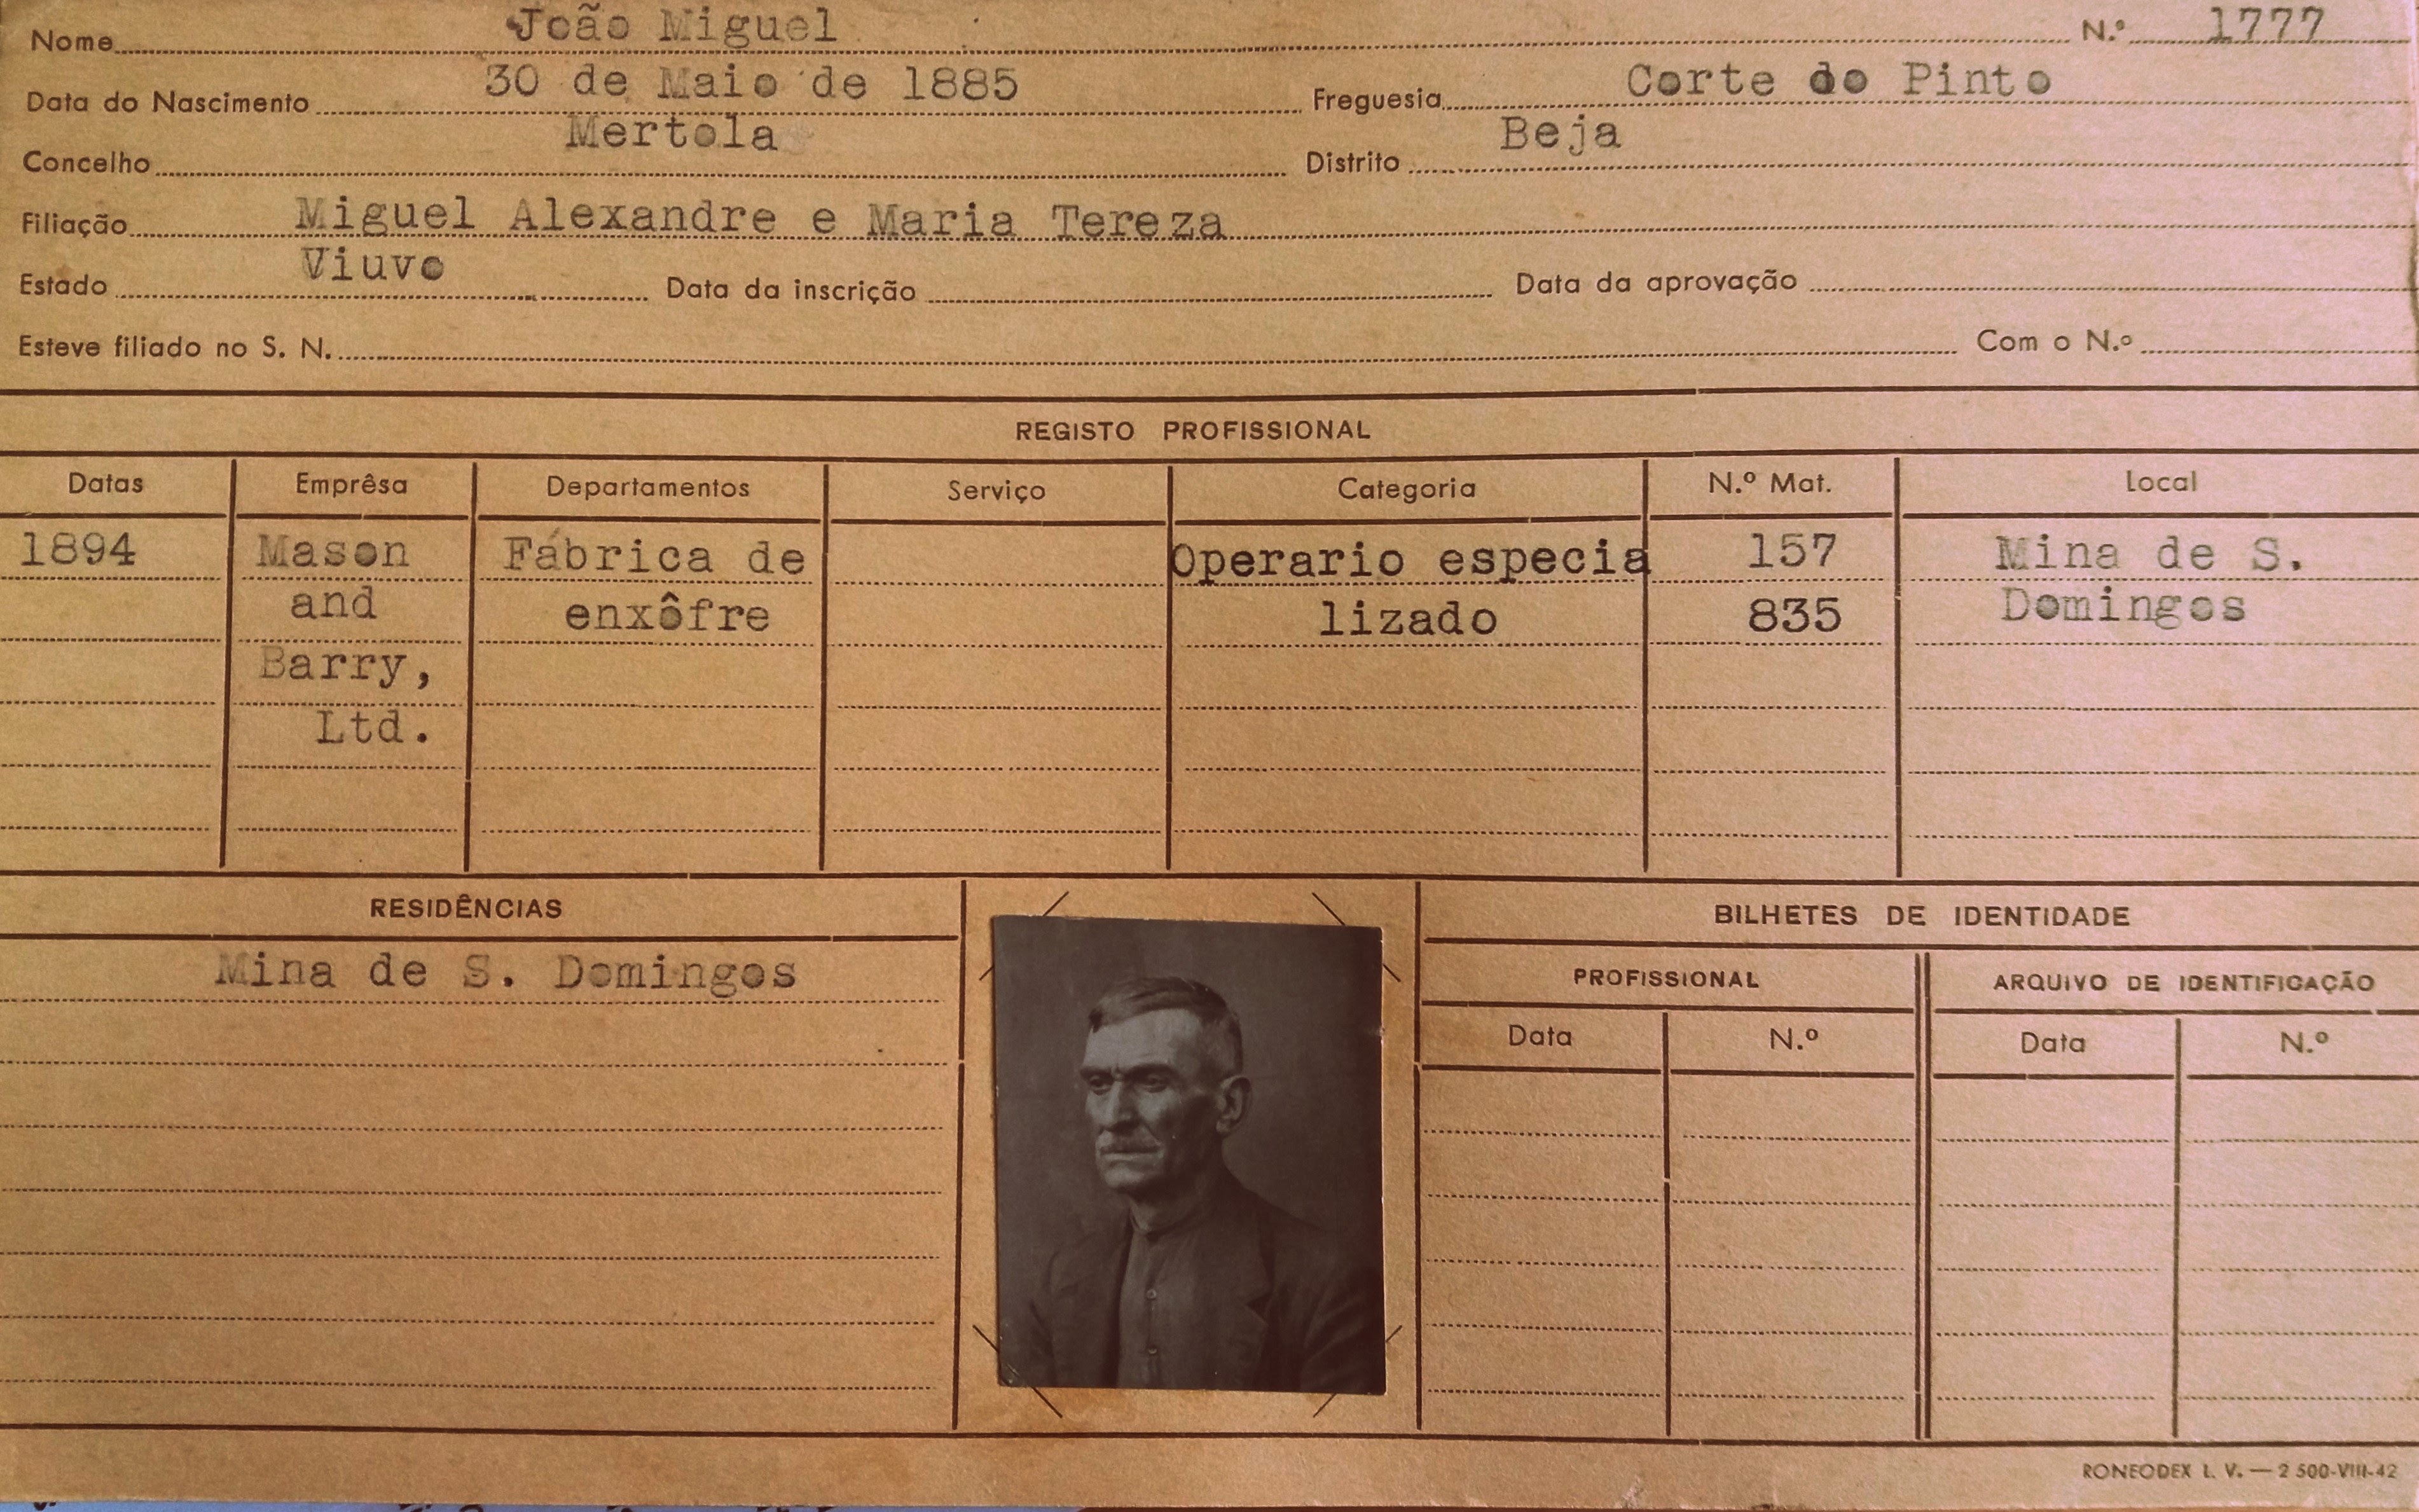 Nome João Miguel N.º 1777
Data do Nascimento 30 de Maio de 1885 Freguesia Corte do Pinto
Concelho Mertola Distrito Beja
Filiação Miguel Alexandre e Maria Tereza
Estado Viuvo Data da inscrição Data da aprovação
Esteve filiado no S. N. Com o N.º
REGISTO PROFISSIONAL
Datas Emprêsa Departamentos Serviço Categoria N.º Mat. Local
1894 Mason Fábrica de Operario especia 157 Mina de S.
and enxôfre lizado 835 Domingos
Barry,
Ltd.
RESIDÊNCIAS BILHETES DE IDENTIDADE
Mina de S. Domingos PROFISSIONAL ARQUIVO DE IDENTIFICAÇÃO
Data N.º Data N.º
RONEODEX L. V. — 2 500-VIII-42